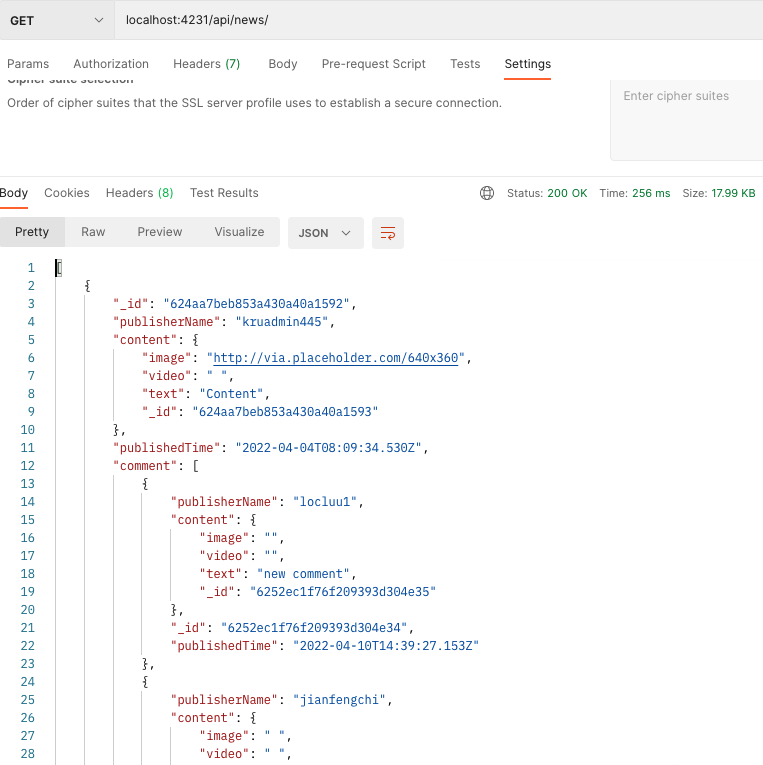 GET localhost:4231/api/news/
Params Authorization Headers (7) Body Pre-request Script Tests Settings
Cipher suite selection
Order of cipher suites that the SSL server profile uses to establish a secure connection.
Enter cipher suites
Body Cookies Headers (8) Test Results Status: 200 OK Time: 256 ms Size: 17.99 KB
Pretty Raw Preview Visualize JSON
1 [
2 {
3 "_id": "624aa7beb853a430a40a1592",
4 "publisherName": "kruadmin445",
5 "content": {
6 "image": "http://via.placeholder.com/640x360",
7 "video": " ",
8 "text": "Content",
9 "_id": "624aa7beb853a430a40a1593"
10 },
11 "publishedTime": "2022-04-04T08:09:34.530Z",
12 "comment": [
13 {
14 "publisherName": "locluu1",
15 "content": {
16 "image": "",
17 "video": "",
18 "text": "new comment",
19 "_id": "6252ec1f76f209393d304e35"
20 },
21 "_id": "6252ec1f76f209393d304e34",
22 "publishedTime": "2022-04-10T14:39:27.153Z"
23 },
24 {
25 "publisherName": "jianfengchi",
26 "content": {
27 "image": " ",
28 "video": " ",